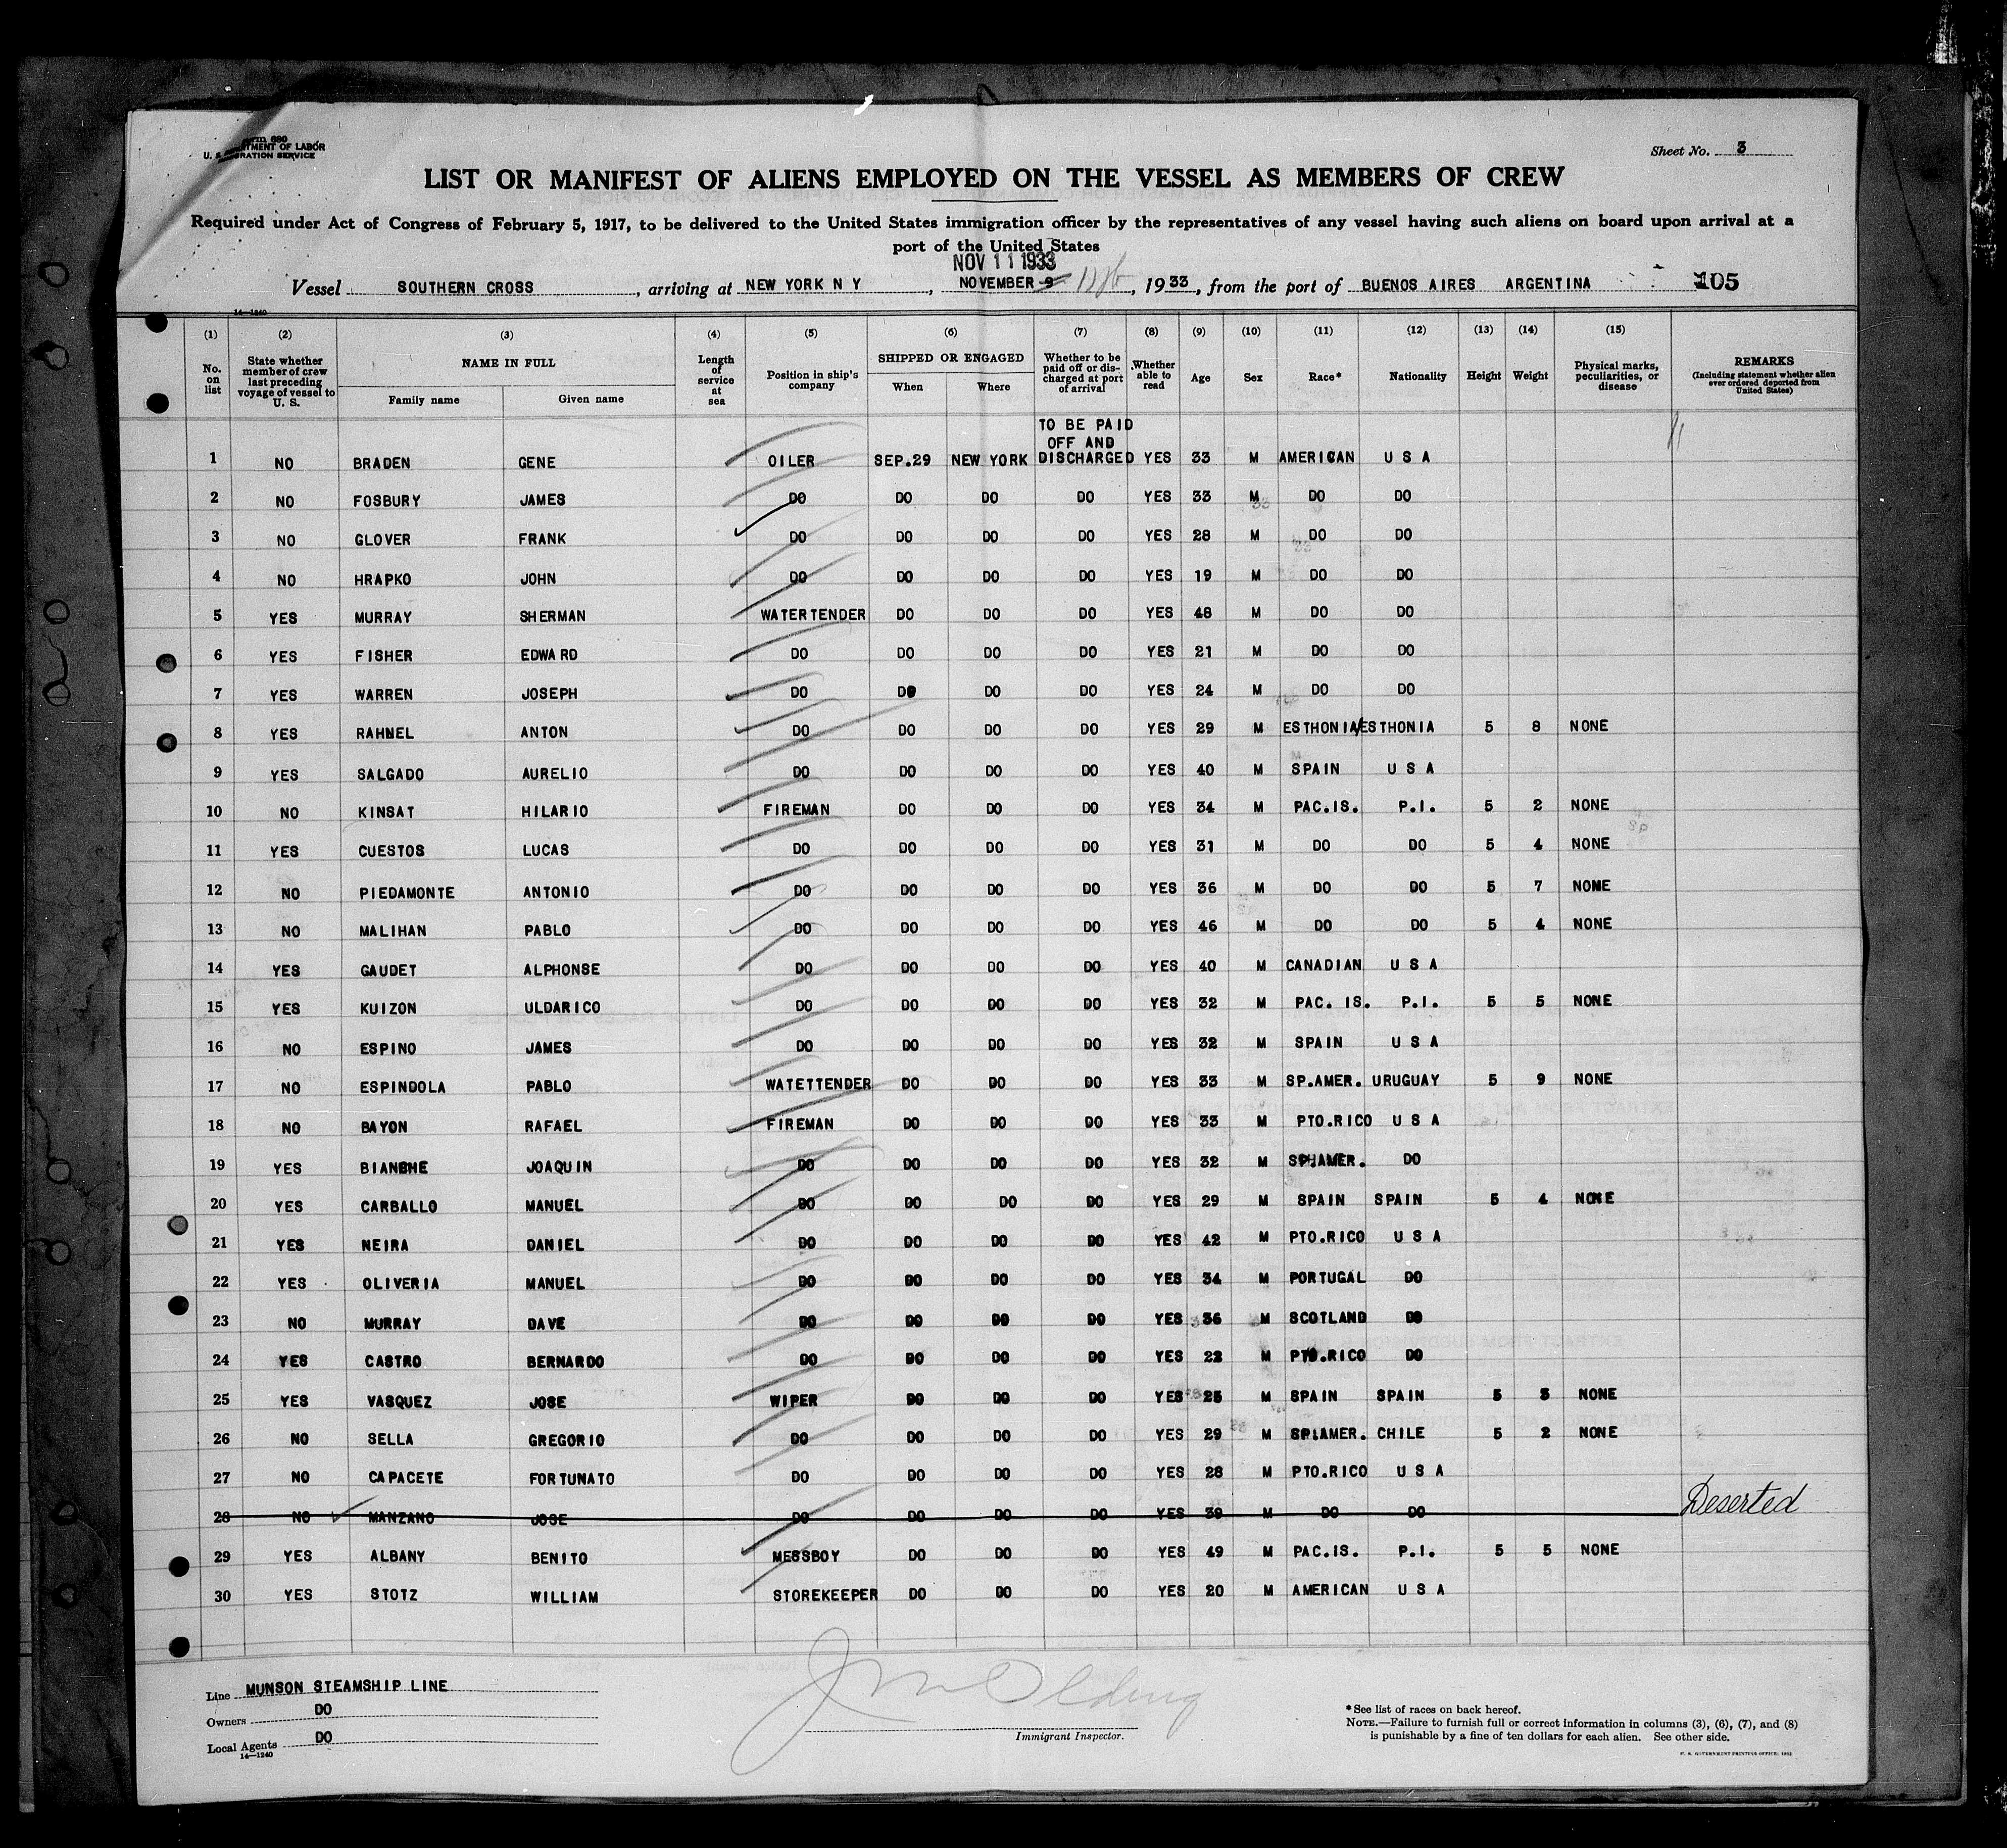 Form 680
U. S. DEPARTMENT OF LABOR
IMMIGRATION SERVICE
Sheet No. 3
LIST OR MANIFEST OF ALIENS EMPLOYED ON THE VESSEL AS MEMBERS OF CREW
Required under Act of Congress of February 5, 1917, to be delivered to the United States immigration officer by the representatives of any vessel having such aliens on board upon arrival at a
port of the United States
NOV 11 1933
Vessel SOUTHERN CROSS, arriving at NEW YORK N Y, NOVEMBER 9 11th, 1933, from the port of BUENOS AIRES ARGENTINA 105
14—1240
(1) (2) (3) (4) (5) (6) (7) (8) (9) (10) (11) (12) (13) (14) (15)
No. on list State whether member of crew last preceding voyage of vessel to U. S. NAME IN FULL Family name Given name Length of service at sea Position in ship's company SHIPPED OR ENGAGED When Where Whether to be paid off or discharged at port of arrival Whether able to read Age Sex Race* Nationality Height Weight Physical marks, peculiarities, or disease REMARKS (Including statement whether alien ever ordered deported from United States)
TO BE PAID
OFF AND
1 NO BRADEN GENE OILER SEP.29 NEW YORK DISCHARGED YES 33 M AMERICAN U S A
2 NO FOSBURY JAMES DO DO DO DO YES 33 M DO DO
3 NO GLOVER FRANK DO DO DO DO YES 28 M DO DO
4 NO HRAPKO JOHN DO DO DO DO YES 19 M DO DO
5 YES MURRAY SHERMAN WATERTENDER DO DO DO YES 48 M DO DO
6 YES FISHER EDWARD DO DO DO DO YES 21 M DO DO
7 YES WARREN JOSEPH DO DO DO DO YES 24 M DO DO
8 YES RAHNEL ANTON DO DO DO DO YES 29 M ESTHONIA/ESTHONIA 5 8 NONE
9 YES SALGADO AURELIO DO DO DO DO YES 40 M SPAIN U S A
10 NO KINSAT HILARIO FIREMAN DO DO DO YES 34 M PAC.IS. P.I. 5 2 NONE
11 YES CUESTOS LUCAS DO DO DO DO YES 31 M DO DO 5 4 NONE
12 NO PIEDAMONTE ANTONIO DO DO DO DO YES 36 M DO DO 5 7 NONE
13 NO MALIHAN PABLO DO DO DO DO YES 46 M DO DO 5 4 NONE
14 YES GAUDET ALPHONSE DO DO DO DO YES 40 M CANADIAN U S A
15 YES KUIZON ULDARICO DO DO DO DO YES 32 M PAC. IS. P.I. 5 5 NONE
16 NO ESPINO JAMES DO DO DO DO YES 32 M SPAIN U S A
17 NO ESPINDOLA PABLO WATETTENDER DO DO DO YES 33 M SP.AMER. URUGUAY 5 9 NONE
18 NO BAYON RAFAEL FIREMAN DO DO DO YES 33 M PTO.RICO U S A
19 YES BIANCHE JOAQUIN DO DO DO DO YES 32 M SP.AMER. DO
20 YES CARBALLO MANUEL DO DO DO DO YES 29 M SPAIN SPAIN 5 4 NONE
21 YES NEIRA DANIEL DO DO DO DO YES 42 M PTO.RICO U S A
22 YES OLIVERIA MANUEL DO DO DO DO YES 34 M PORTUGAL DO
23 NO MURRAY DAVE DO DO DO DO YES 36 M SCOTLAND DO
24 YES CASTRO BERNARDO DO DO DO DO YES 22 M PTO.RICO DO
25 YES VASQUEZ JOSE WIPER DO DO DO YES 25 M SPAIN SPAIN 5 3 NONE
26 NO SELLA GREGORIO DO DO DO DO YES 29 M SP.AMER. CHILE 5 2 NONE
27 NO CAPACETE FORTUNATO DO DO DO DO YES 28 M PTO.RICO U S A
28 NO MANZANO JOSE DO DO DO DO YES 39 M DO DO Deserted
29 YES ALBANY BENITO MESSBOY DO DO DO YES 49 M PAC.IS. P.I. 5 5 NONE
30 YES STOTZ WILLIAM STOREKEEPER DO DO DO YES 20 M AMERICAN U S A
Line MUNSON STEAMSHIP LINE
Owners DO
Local Agents DO
14—1240
Immigrant Inspector.
*See list of races on back hereof.
NOTE.—Failure to furnish full or correct information in columns (3), (6), (7), and (8)
is punishable by a fine of ten dollars for each alien. See other side.